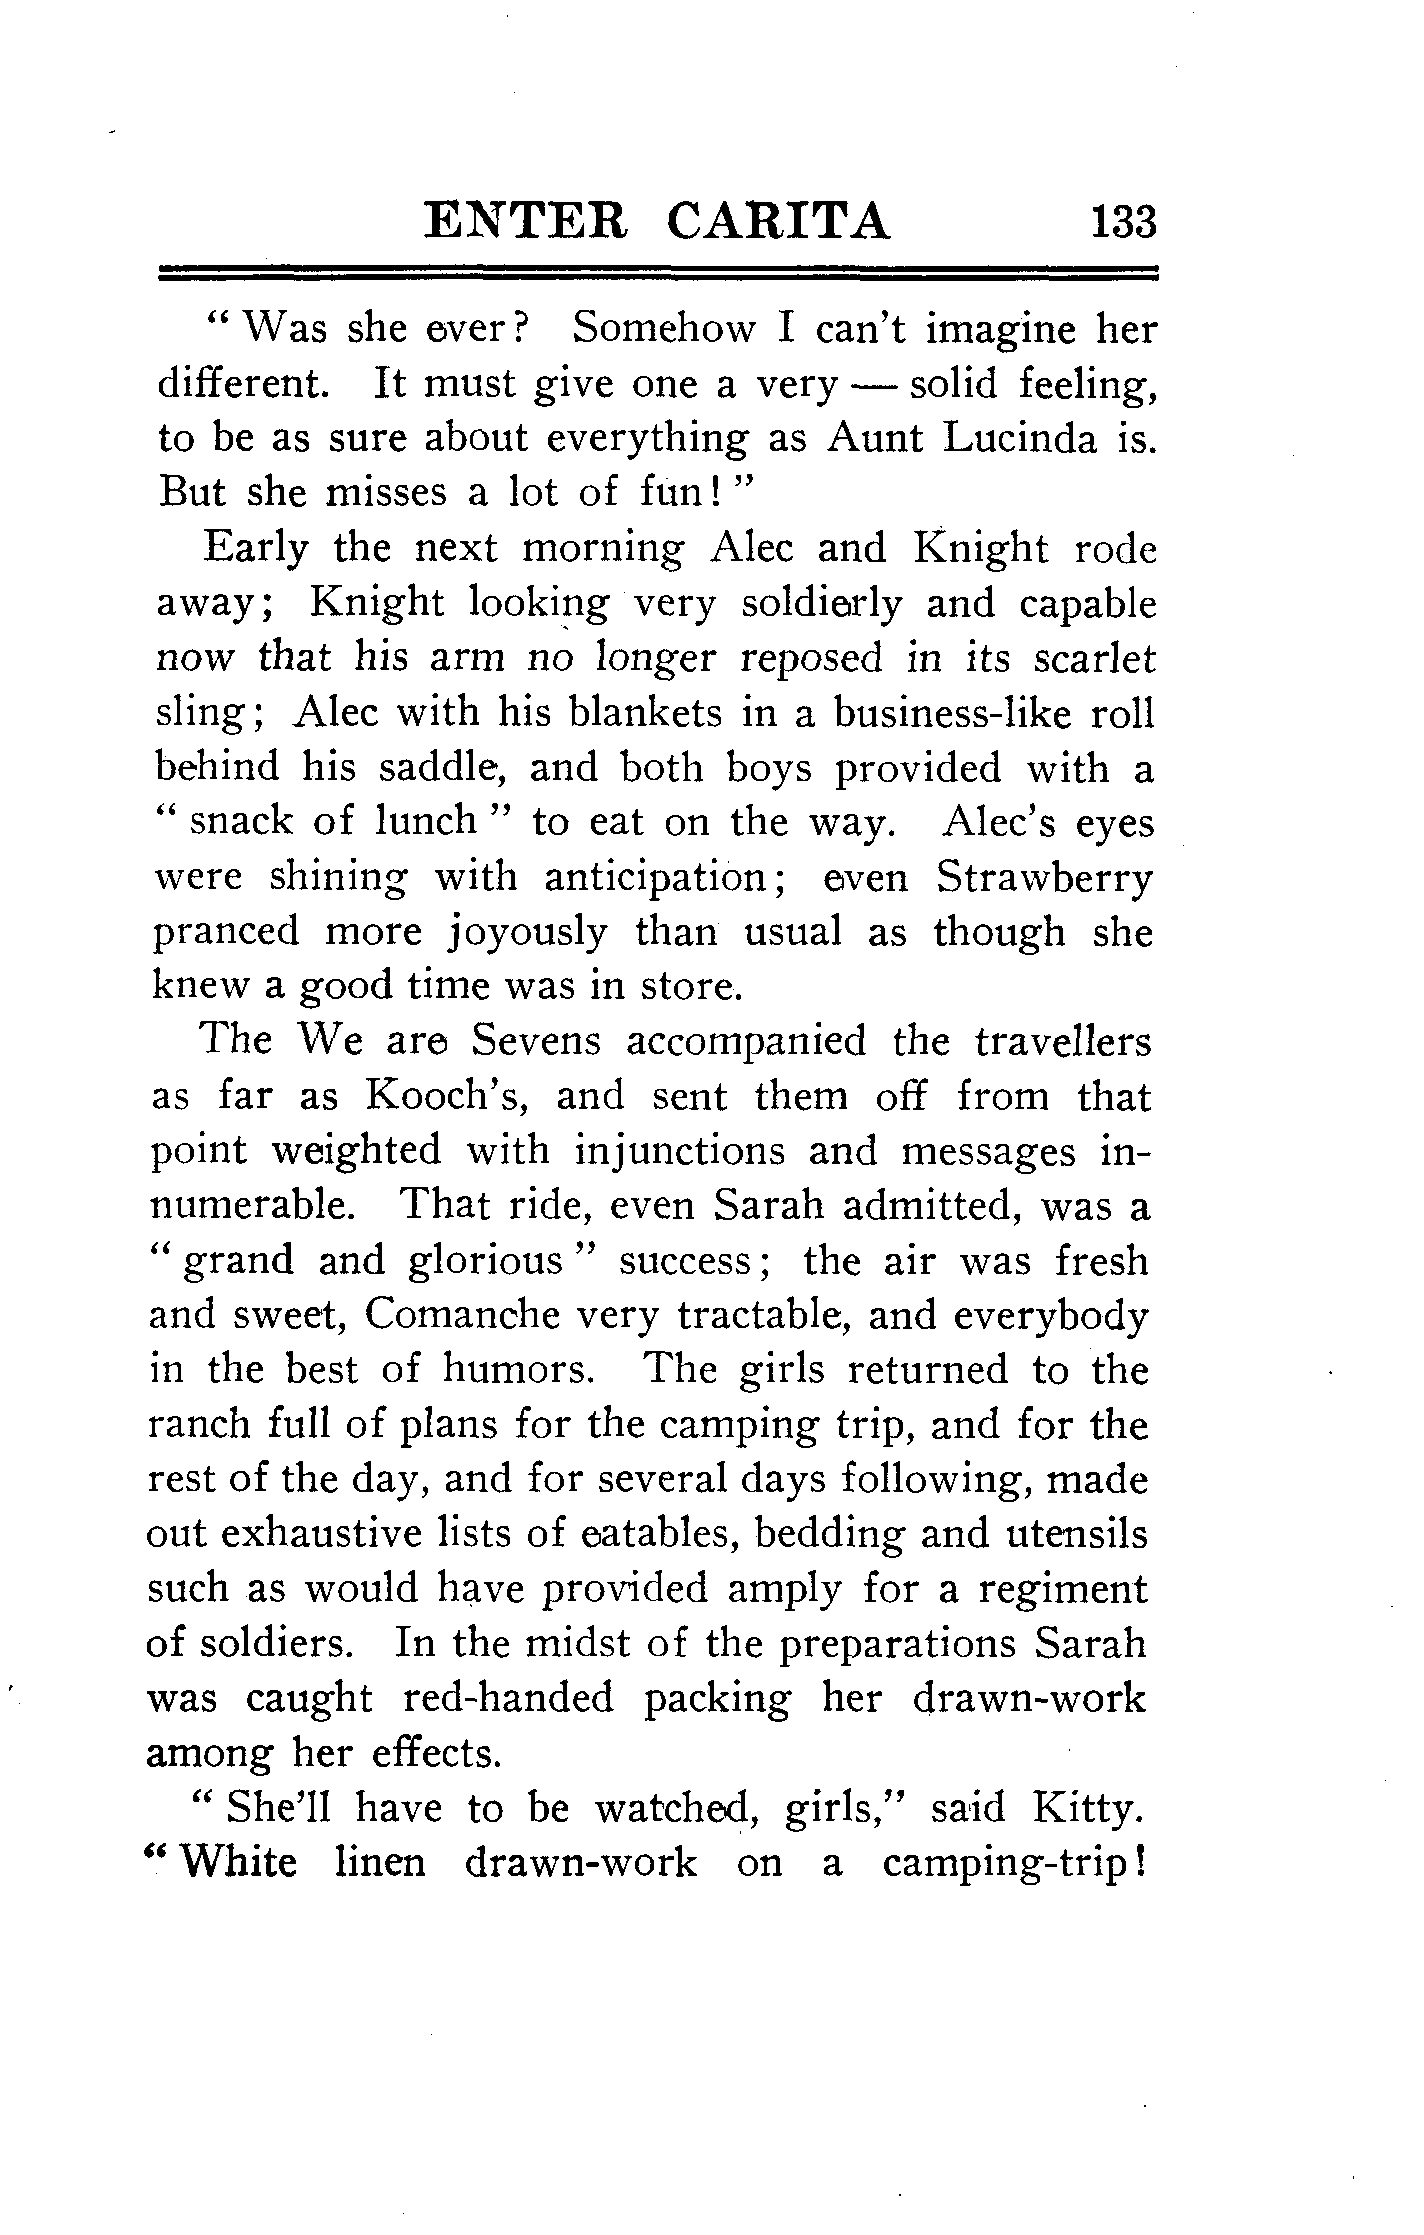 ENTER CARITA 133
“ Was she ever? Somehow I can't imagine her
different. It must give one a very — solid feeling,
to be as sure about everything as Aunt Lucinda is.
But she misses a lot of fun! ”
Early the next morning Alec and Knight rode
away; Knight looking very soldierly and capable
now that his arm no longer reposed in its scarlet
sling; Alec with his blankets in a business-like roll
behind his saddle, and both boys provided with a
“ snack of lunch ” to eat on the way. Alec's eyes
were shining with anticipation; even Strawberry
pranced more joyously than usual as though she
knew a good time was in store.
The We are Sevens accompanied the travellers
as far as Kooch's, and sent them off from that
point weighted with injunctions and messages in-
numerable. That ride, even Sarah admitted, was a
“ grand and glorious ” success; the air was fresh
and sweet, Comanche very tractable, and everybody
in the best of humors. The girls returned to the
ranch full of plans for the camping trip, and for the
rest of the day, and for several days following, made
out exhaustive lists of eatables, bedding and utensils
such as would have provided amply for a regiment
of soldiers. In the midst of the preparations Sarah
was caught red-handed packing her drawn-work
among her effects.
“ She'll have to be watched, girls,” said Kitty.
“ White linen drawn-work on a camping-trip!